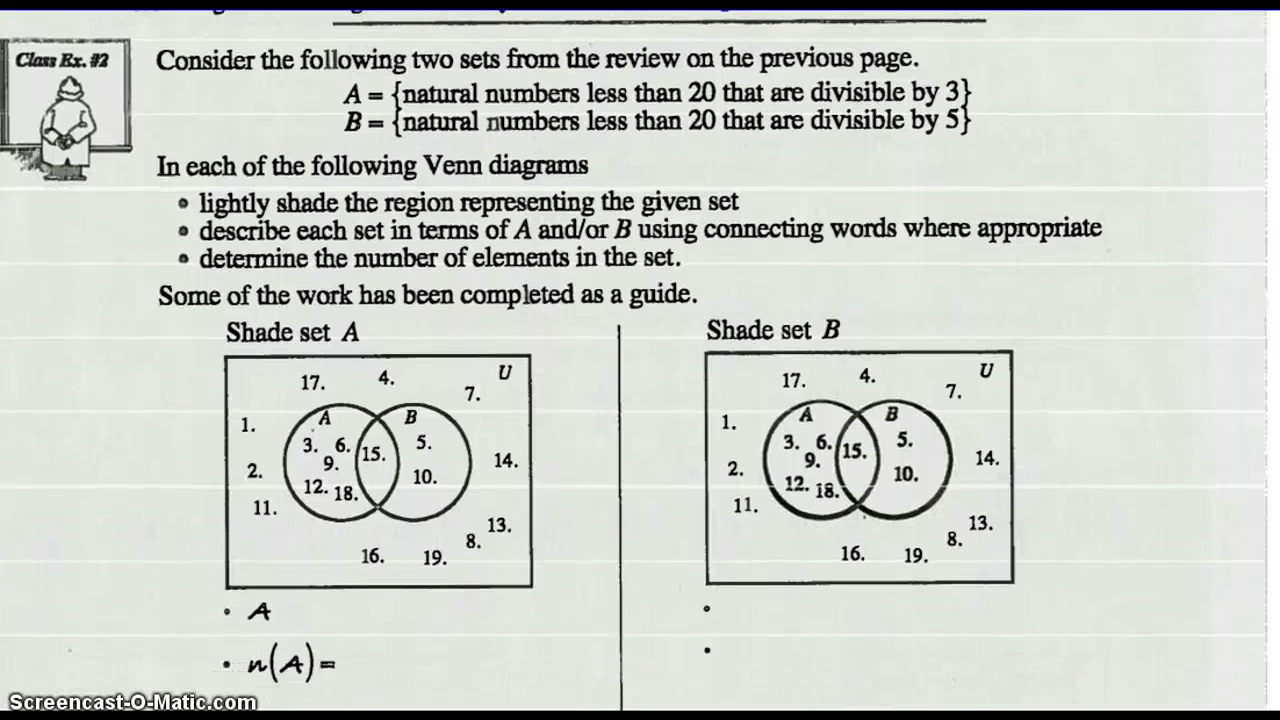 Class Ex. #2
Consider the following two sets from the review on the previous page.
A = {natural numbers less than 20 that are divisible by 3}
B = {natural numbers less than 20 that are divisible by 5}
In each of the following Venn diagrams
• lightly shade the region representing the given set
• describe each set in terms of A and/or B using connecting words where appropriate
• determine the number of elements in the set.
Some of the work has been completed as a guide.
Shade set A
17. 4. U
7.
1. A B
3. 6. 15. 5.
2. 9. 10. 14.
12. 18.
11.
13.
8.
16. 19.
• A
• n(A) =
Shade set B
17. 4. U
7.
1. A B
3. 6. 15. 5.
2. 9. 10. 14.
12. 18.
11.
13.
8.
16. 19.
•
•
Screencast-O-Matic.com